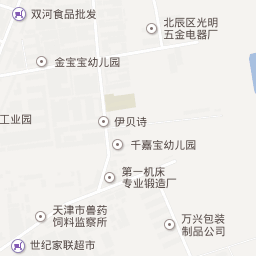 双河食品批发
北辰区光明
五金电器厂
金宝宝幼儿园
工业园
伊贝诗
千嘉宝幼儿园
第一机床
专业锻造厂
天津市兽药
饲料监察所
万兴包装
制品公司
世纪家联超市